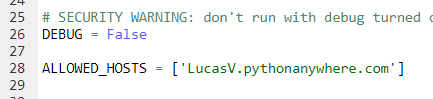 25 # SECURITY WARNING: don't run with debug turned
26 DEBUG = False
27
28 ALLOWED_HOSTS = ['LucasV.pythonanywhere.com']
29